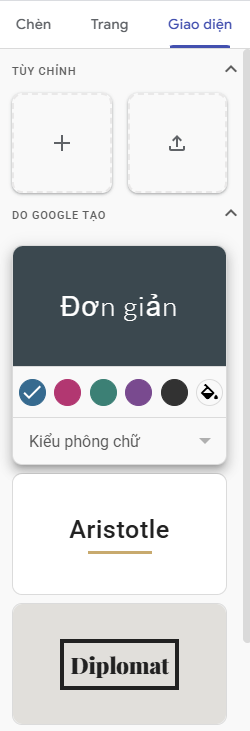 Chèn Trang Giao diện
TÙY CHỈNH
DO GOOGLE TẠO
Đơn giản
Kiểu phông chữ
Aristotle
Diplomat